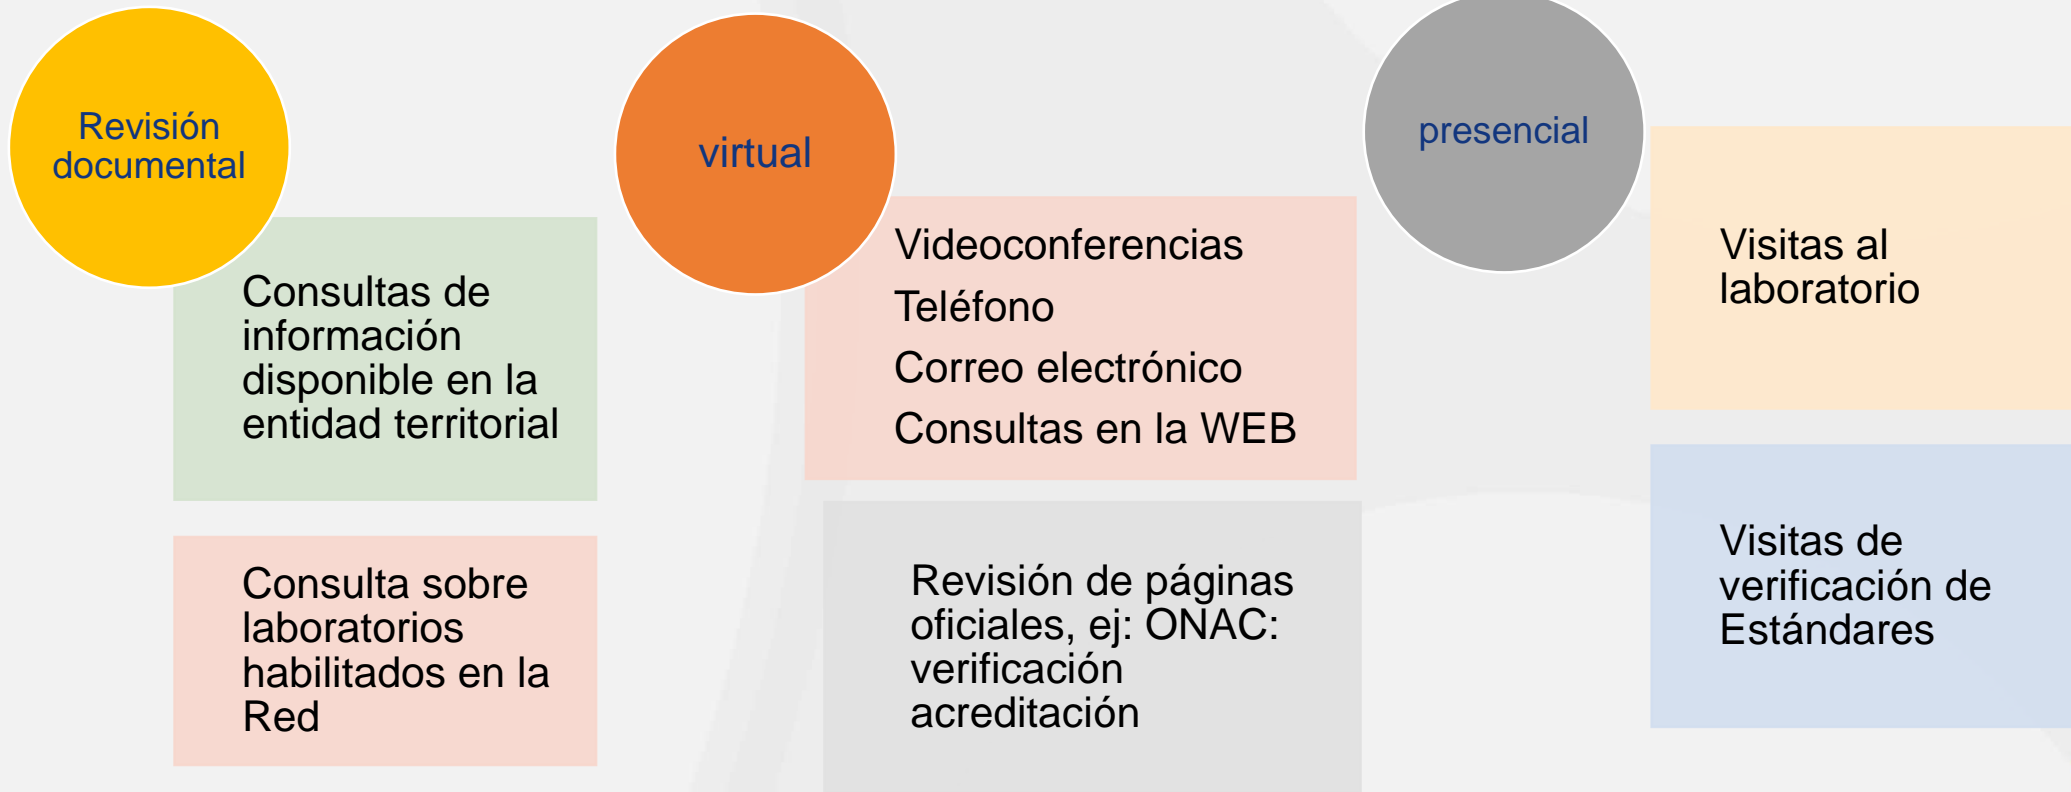 Revisión
documental
Consultas de
información
disponible en la
entidad territorial
Consulta sobre
laboratorios
habilitados en la
Red
virtual
Videoconferencias
Teléfono
Correo electrónico
Consultas en la WEB
Revisión de páginas
oficiales, ej: ONAC:
verificación
acreditación
presencial
Visitas al
laboratorio
Visitas de
verificación de
Estándares